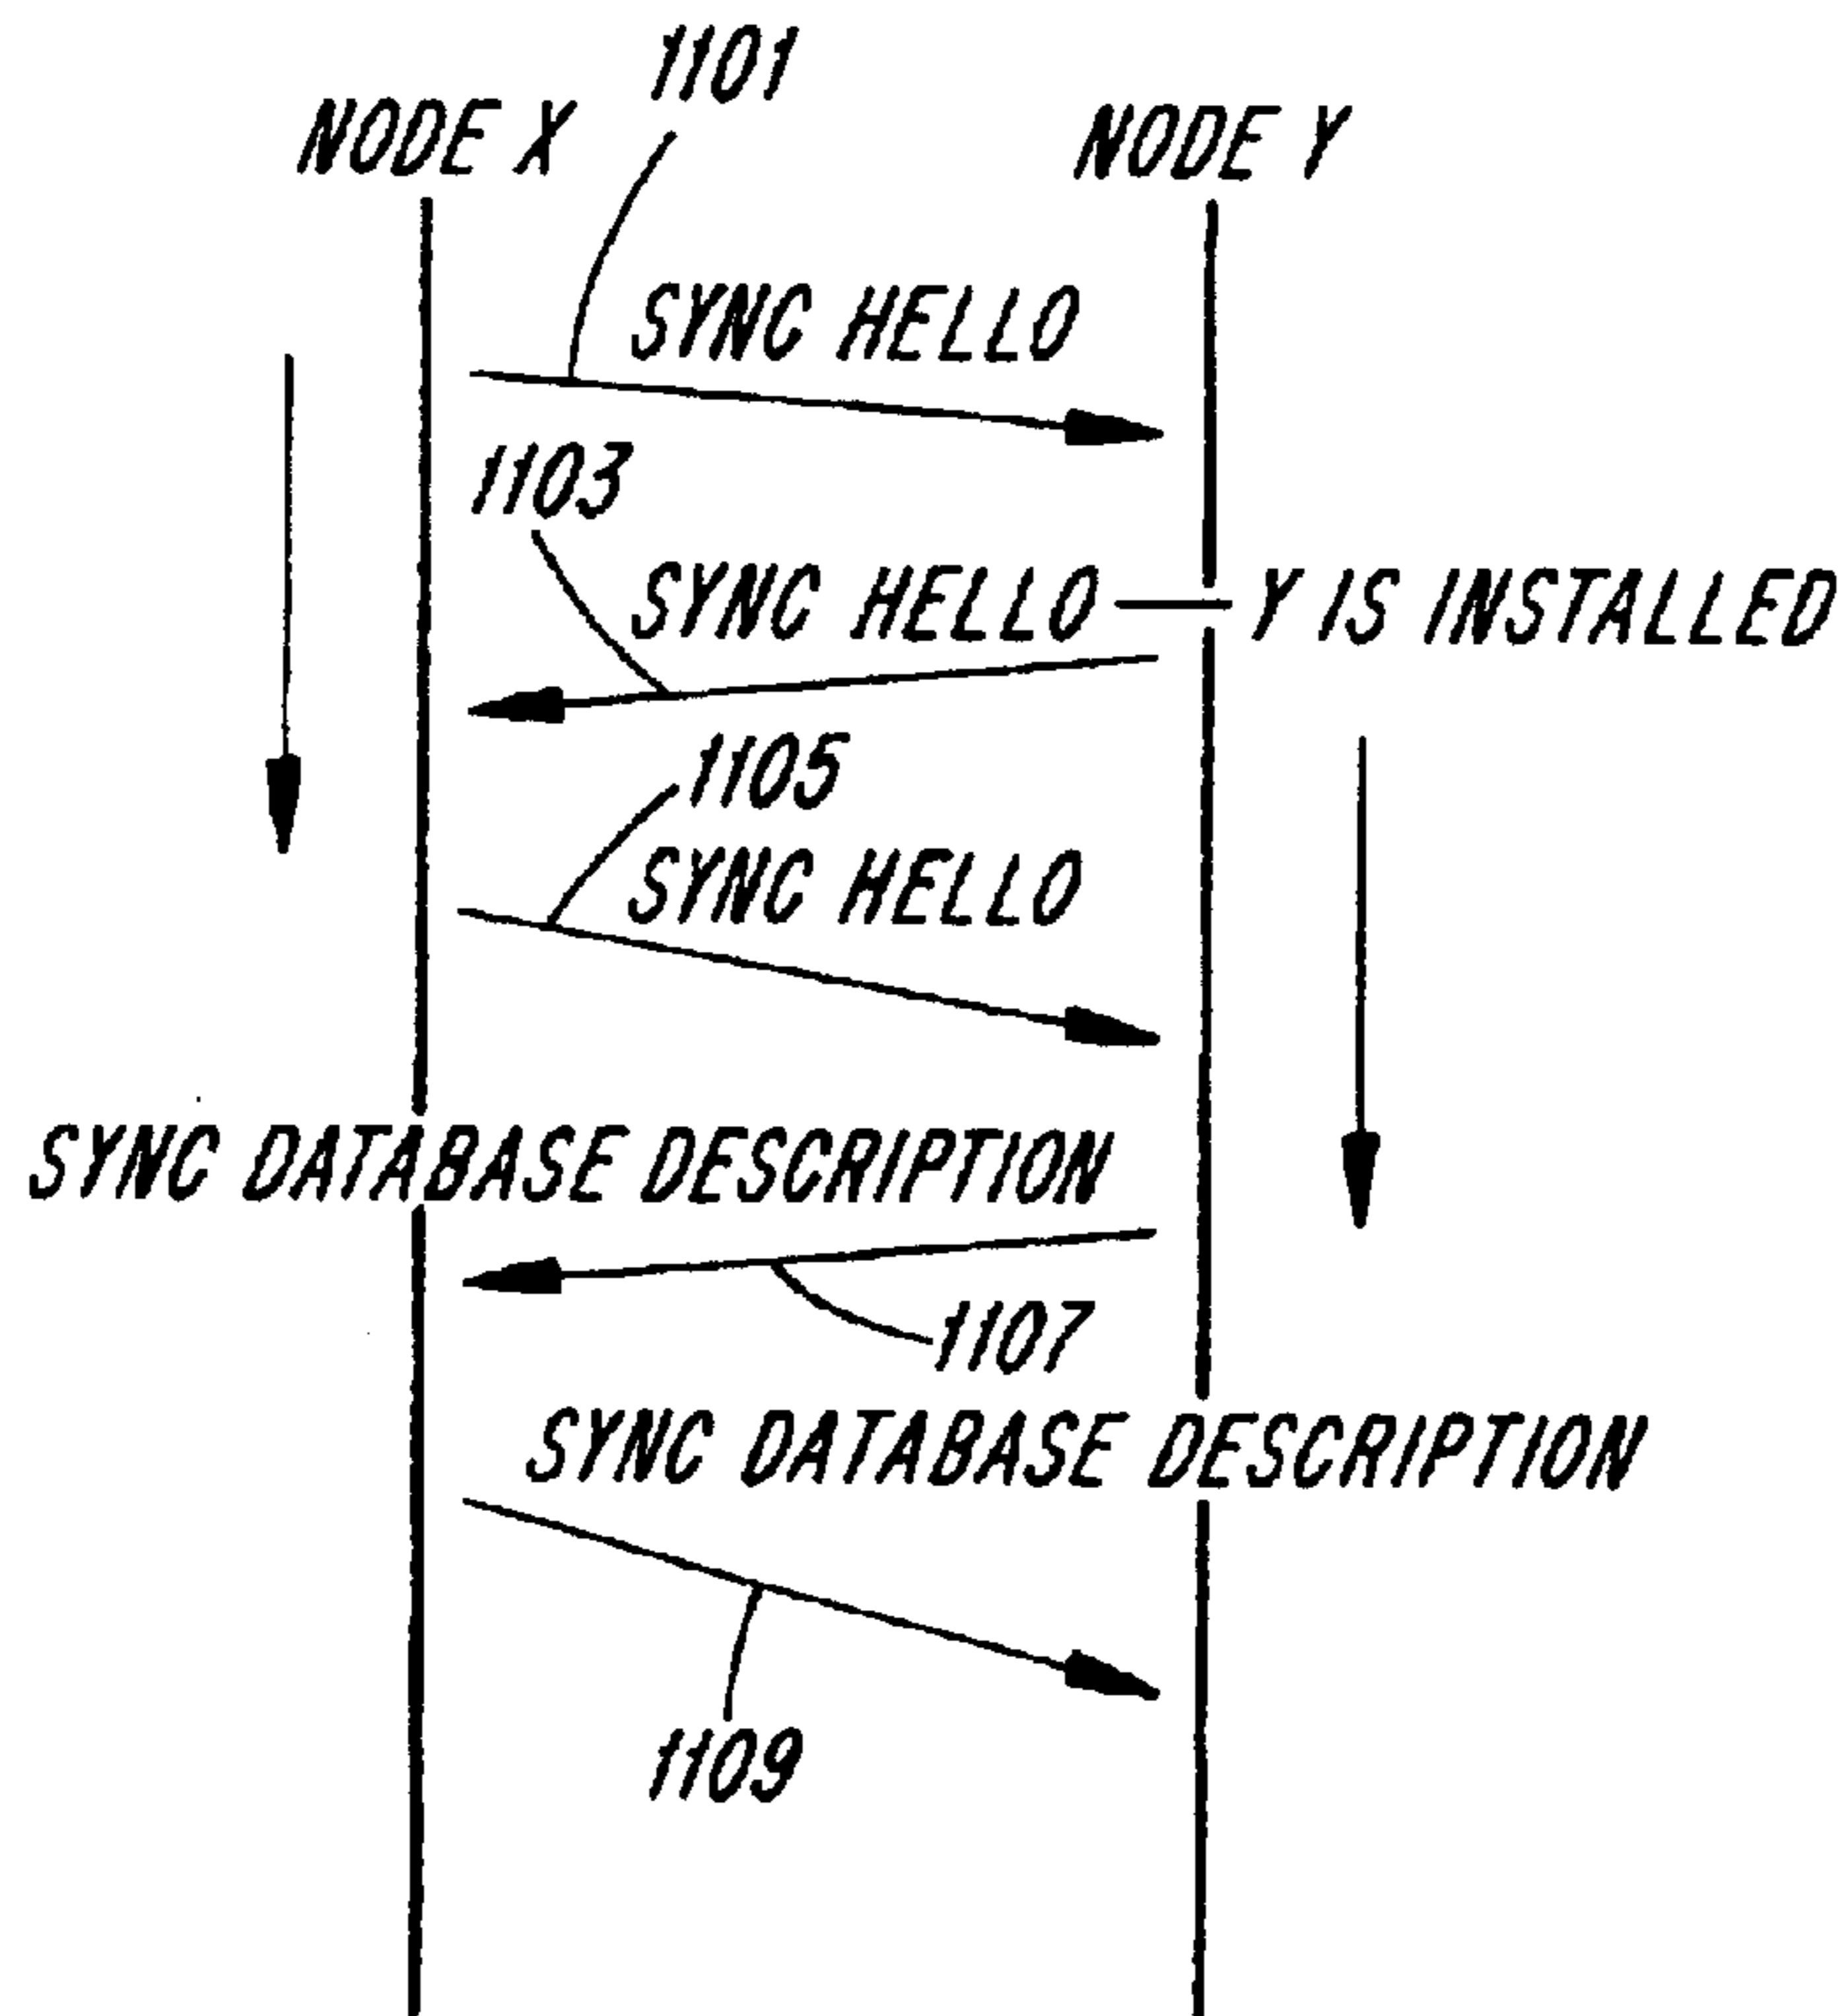 1101
NODE X
NODE Y
SYNC HELLO
1103
SYNC HELLO
Y IS INSTALLED
1105
SYNC HELLO
SYNC DATABASE DESCRIPTION
1107
SYNC DATABASE DESCRIPTION
1109